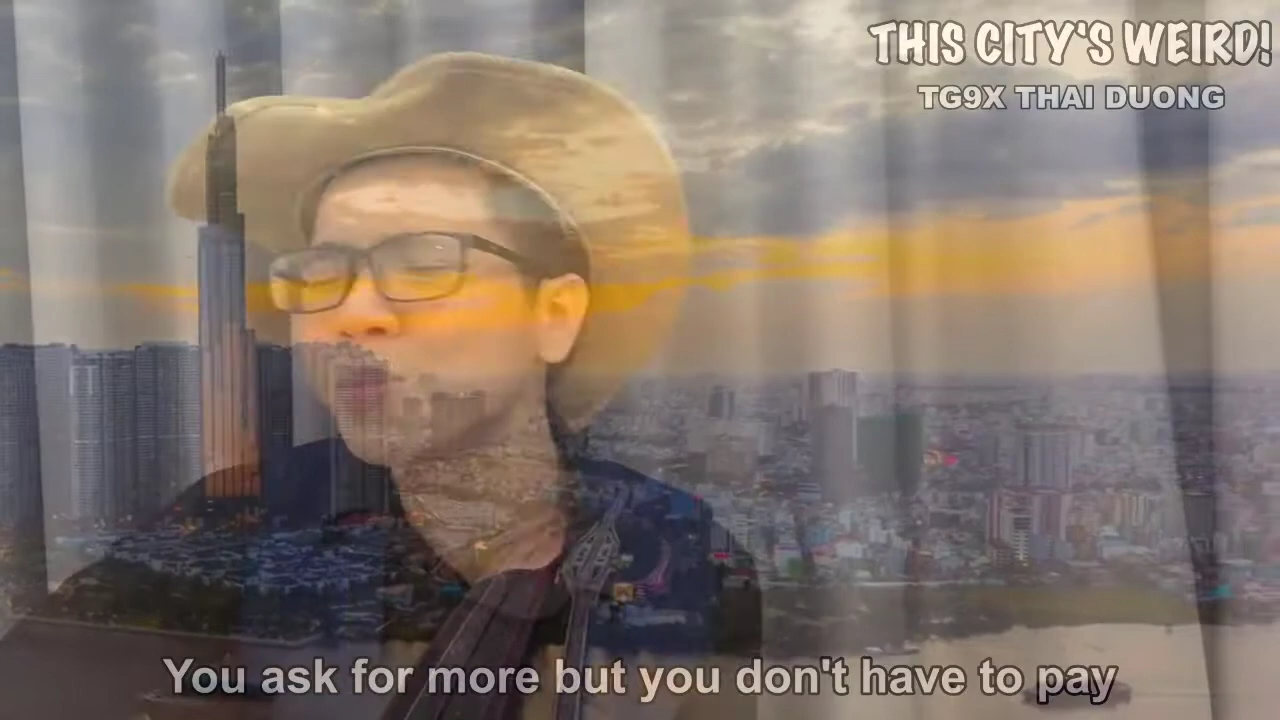 THIS CITY'S WEIRD!
TG9X THAI DUONG
You ask for more but you don't have to pay